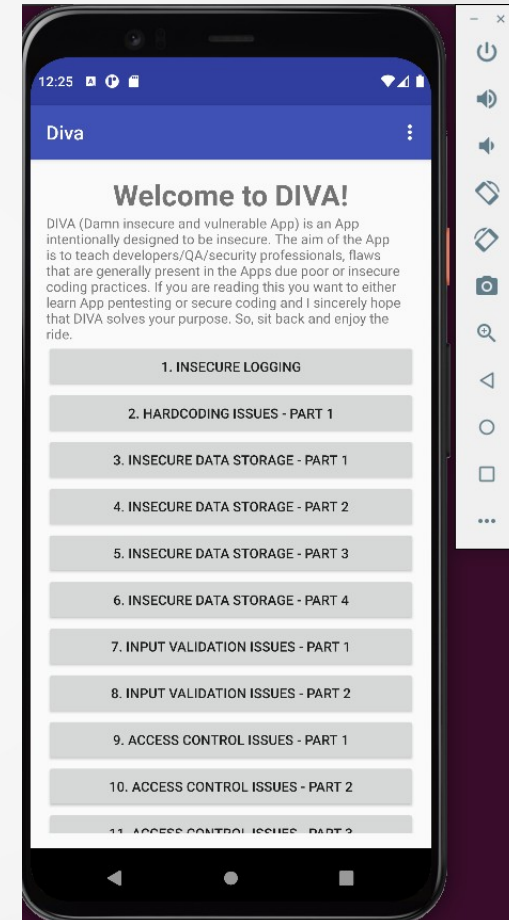 12:25
Diva
Welcome to DIVA!
DIVA (Damn insecure and vulnerable App) is an App
intentionally designed to be insecure. The aim of the App
is to teach developers/QA/security professionals, flaws
that are generally present in the Apps due poor or insecure
coding practices. If you are reading this you want to either
learn App pentesting or secure coding and I sincerely hope
that DIVA solves your purpose. So, sit back and enjoy the
ride.
1. INSECURE LOGGING
2. HARDCODING ISSUES - PART 1
3. INSECURE DATA STORAGE - PART 1
4. INSECURE DATA STORAGE - PART 2
5. INSECURE DATA STORAGE - PART 3
6. INSECURE DATA STORAGE - PART 4
7. INPUT VALIDATION ISSUES - PART 1
8. INPUT VALIDATION ISSUES - PART 2
9. ACCESS CONTROL ISSUES - PART 1
10. ACCESS CONTROL ISSUES - PART 2
11. ACCESS CONTROL ISSUES - PART 3